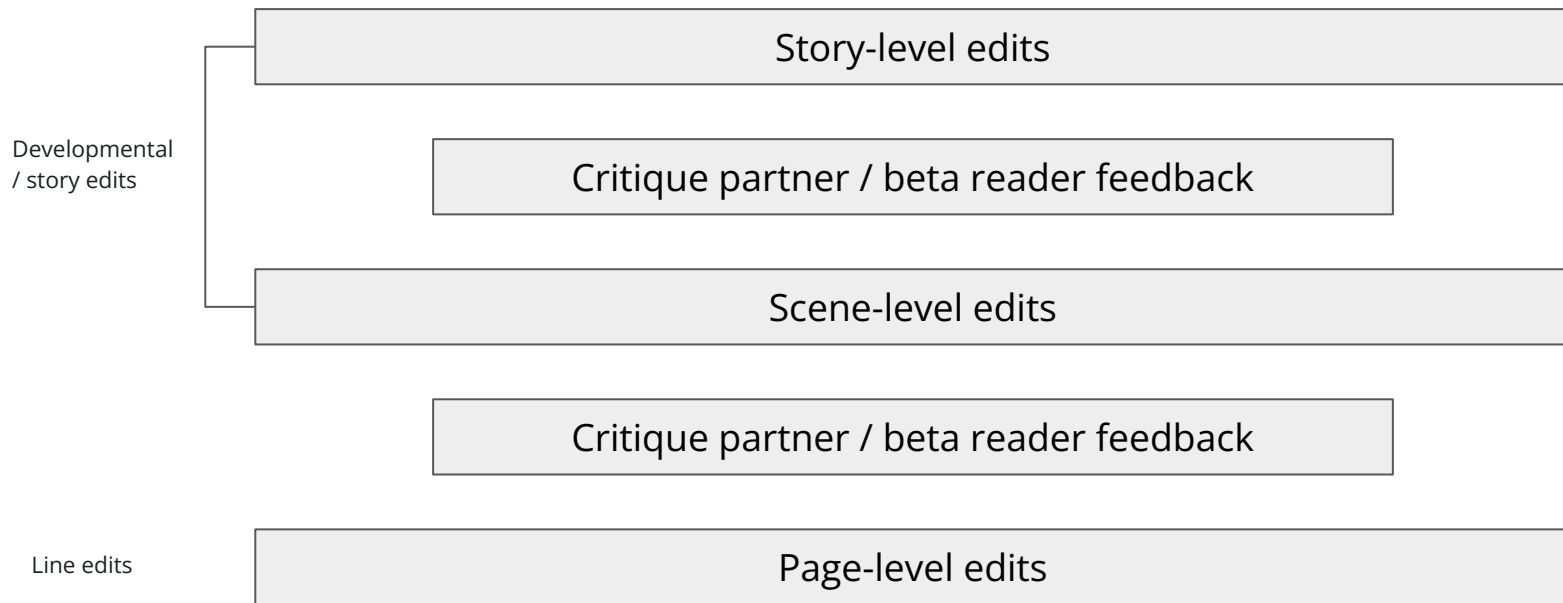 Story-level edits
Developmental
/ story edits
Critique partner / beta reader feedback
Scene-level edits
Critique partner / beta reader feedback
Line edits
Page-level edits